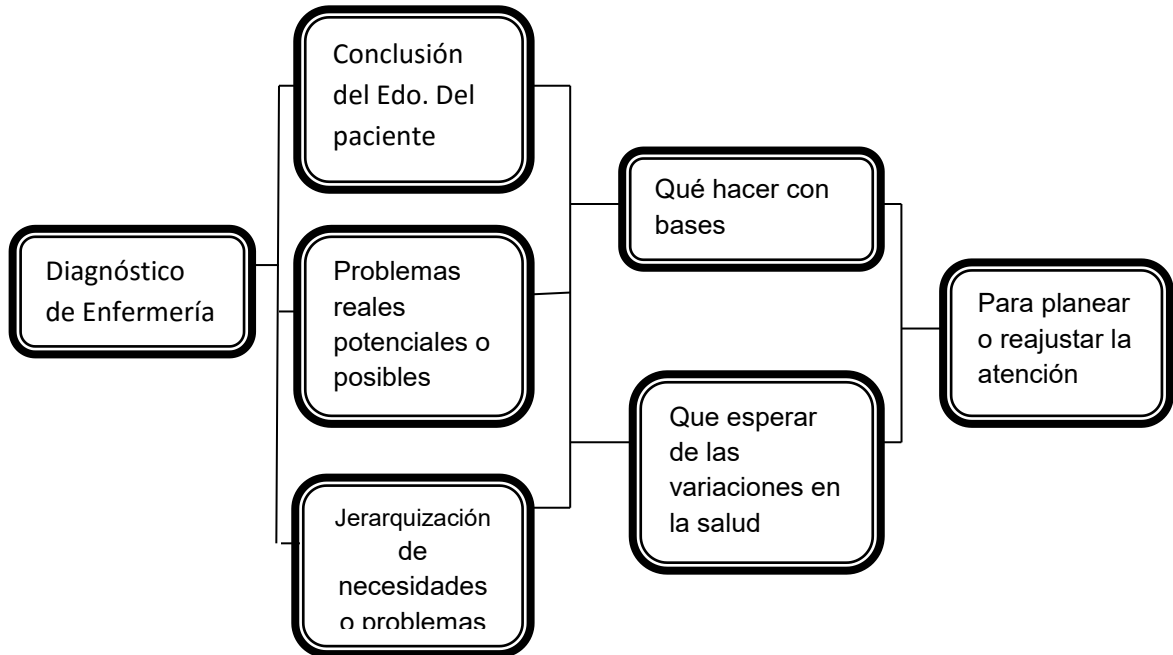 Diagnóstico
de Enfermería
Conclusión
del Edo. Del
paciente
Problemas
reales
potenciales o
posibles
Jerarquización
de
necesidades
o problemas
Qué hacer con
bases
Que esperar
de las
variaciones en
la salud
Para planear
o reajustar la
atención